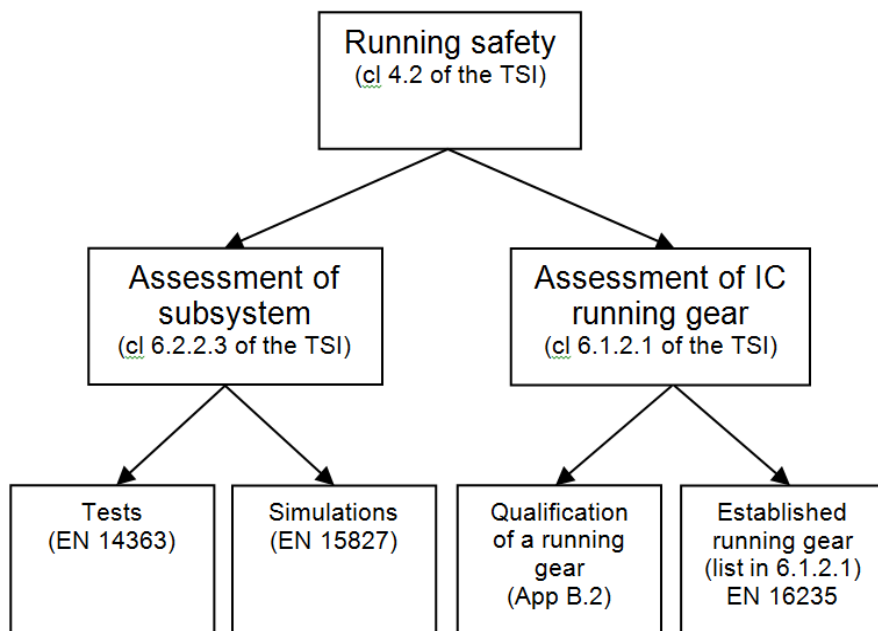 Running safety
(cl 4.2 of the TSI)
Assessment of
subsystem
(cl 6.2.2.3 of the TSI)
Assessment of IC
running gear
(cl 6.1.2.1 of the TSI)
Tests
(EN 14363)
Simulations
(EN 15827)
Qualification
of a running
gear
(App B.2)
Established
running gear
(list in 6.1.2.1)
EN 16235